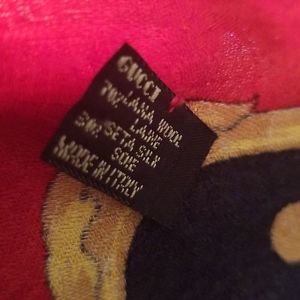 GUCCI
70% LANA WOOL
LAINE
30% SETA SILK
SOIE
MADE IN ITALY